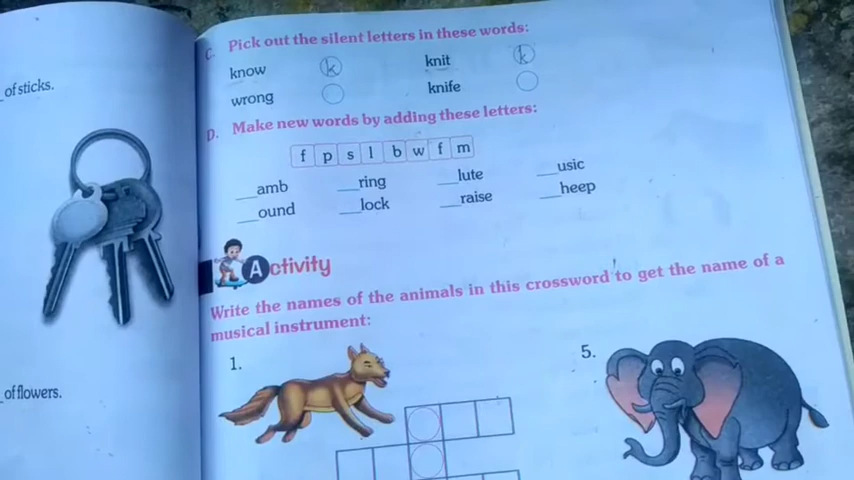 of sticks.
of flowers.
C. Pick out the silent letters in these words:
know k knit k
wrong knife
D. Make new words by adding these letters:
f p s l b w f m
__amb __ring __lute __usic
__ound __lock __raise __heep
Activity
Write the names of the animals in this crossword to get the name of a
musical instrument:
1. 5.